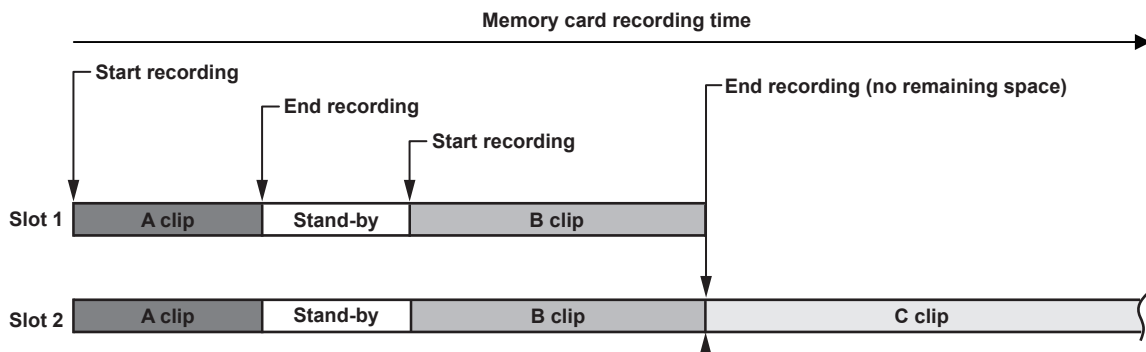 Memory card recording time
Start recording
End recording
Start recording
End recording (no remaining space)
Slot 1
A clip
Stand-by
B clip
Slot 2
A clip
Stand-by
B clip
C clip